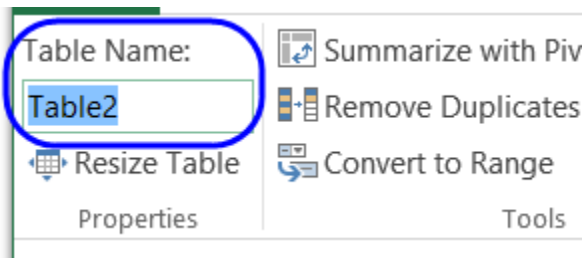 Table Name:
Table2
Resize Table
Properties
Summarize with Piv
Remove Duplicates
Convert to Range
Tools